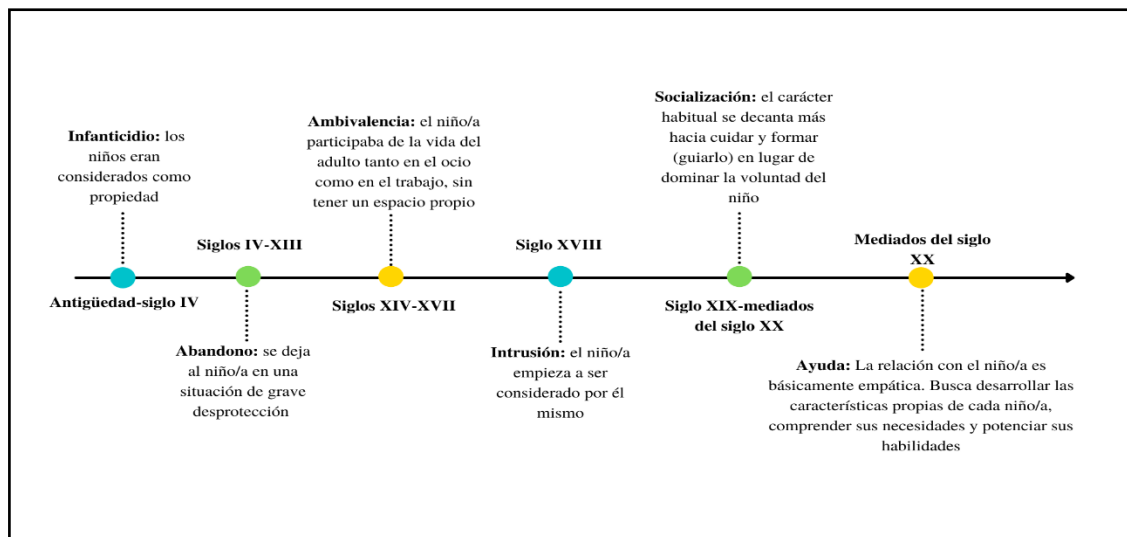 Infanticidio: los
niños eran
considerados como
propiedad
Antigüedad-siglo IV
Siglos IV-XIII
Abandono: se deja
al niño/a en una
situación de grave
desprotección
Ambivalencia: el niño/a
participaba de la vida del
adulto tanto en el ocio
como en el trabajo, sin
tener un espacio propio
Siglos XIV-XVII
Siglo XVIII
Intrusión: el niño/a
empieza a ser
considerado por él
mismo
Socialización: el carácter
habitual se decanta más
hacia cuidar y formar
(guiarlo) en lugar de
dominar la voluntad del
niño
Siglo XIX-mediados
del siglo XX
Mediados del siglo
XX
Ayuda: La relación con el niño/a es
básicamente empática. Busca desarrollar las
características propias de cada niño/a,
comprender sus necesidades y potenciar sus
habilidades